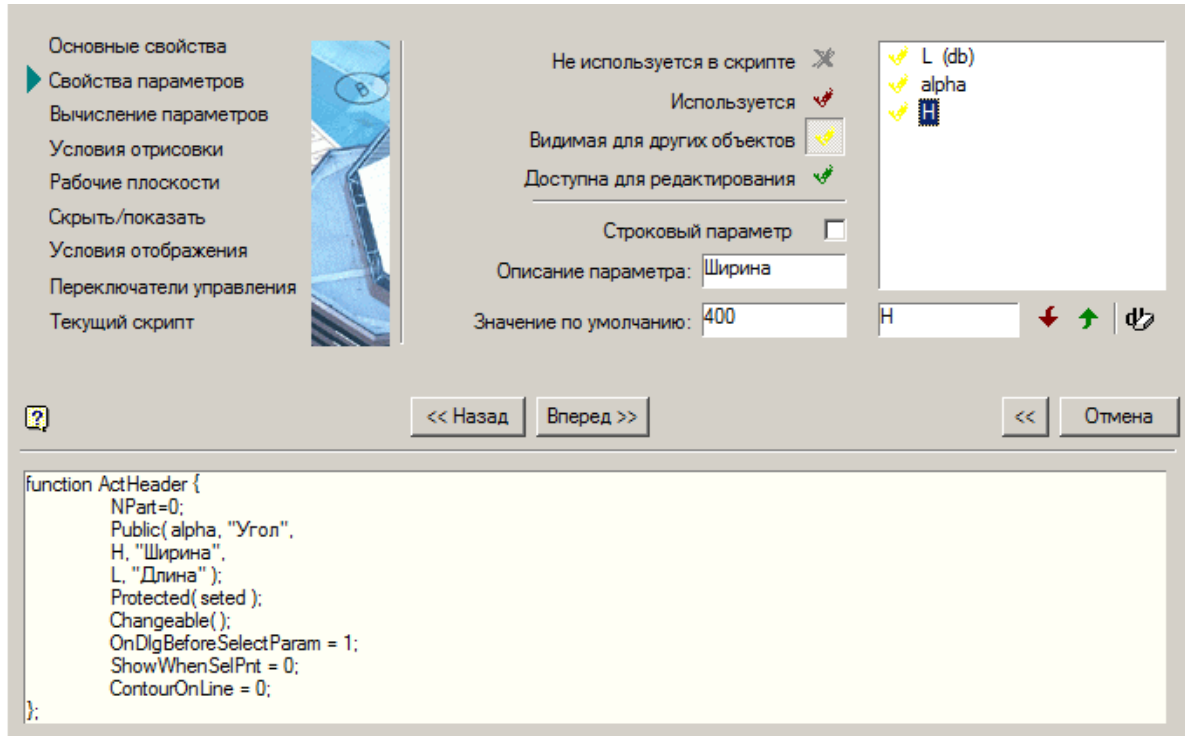 Основные свойства
Свойства параметров
Вычисление параметров
Условия отрисовки
Рабочие плоскости
Скрыть/показать
Условия отображения
Переключатели управления
Текущий скрипт
B
Не используется в скрипте
Используется
Видимая для других объектов
Доступна для редактирования
Строковый параметр
Описание параметра: Ширина
Значение по умолчанию: 400
L (db)
alpha
H
H
<< Назад
Вперед >>
<<
Отмена
function ActHeader {
NPart=0;
Public( alpha, "Угол",
H, "Ширина",
L, "Длина" );
Protected( seted );
Changeable( );
OnDlgBeforeSelectParam = 1;
ShowWhenSelPnt = 0;
ContourOnLine = 0;
};